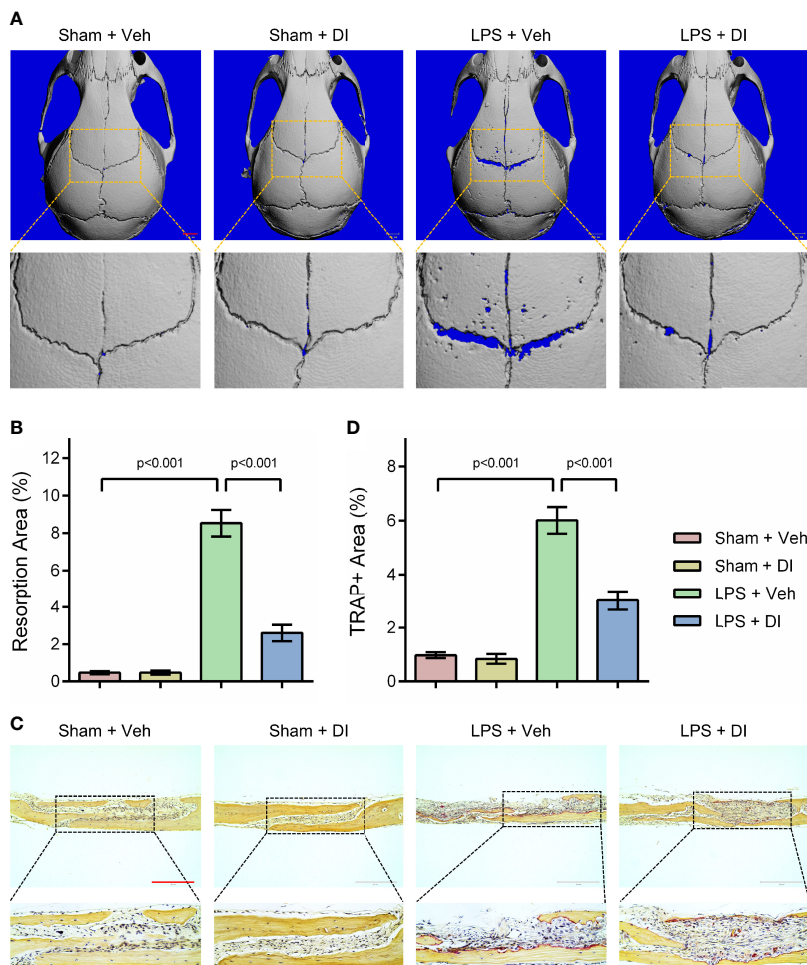 A
Sham + Veh Sham + DI LPS + Veh LPS + DI
B D
Resorption Area (%)
12
10
8
6
4
2
0
p<0.001 p<0.001
TRAP+ Area (%)
8
6
4
2
0
p<0.001 p<0.001
Sham + Veh
Sham + DI
LPS + Veh
LPS + DI
C
Sham + Veh Sham + DI LPS + Veh LPS + DI